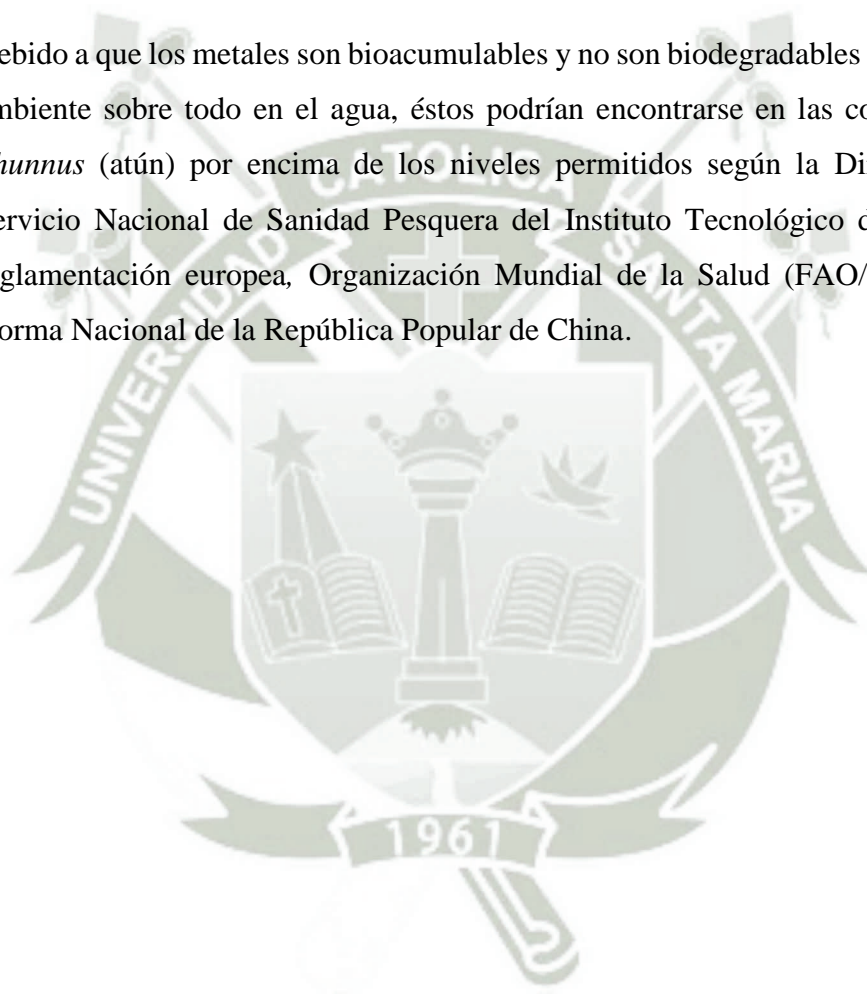 ebido a que los metales son bioacumulables y no son biodegradables
mbiente sobre todo en el agua, éstos podrían encontrarse en las co
hunnus (atún) por encima de los niveles permitidos según la Di
ervicio Nacional de Sanidad Pesquera del Instituto Tecnológico d
eglamentación europea, Organización Mundial de la Salud (FAO/
orma Nacional de la República Popular de China.
UNIVERSIDAD CATOLICA SANTA MARIA
1961